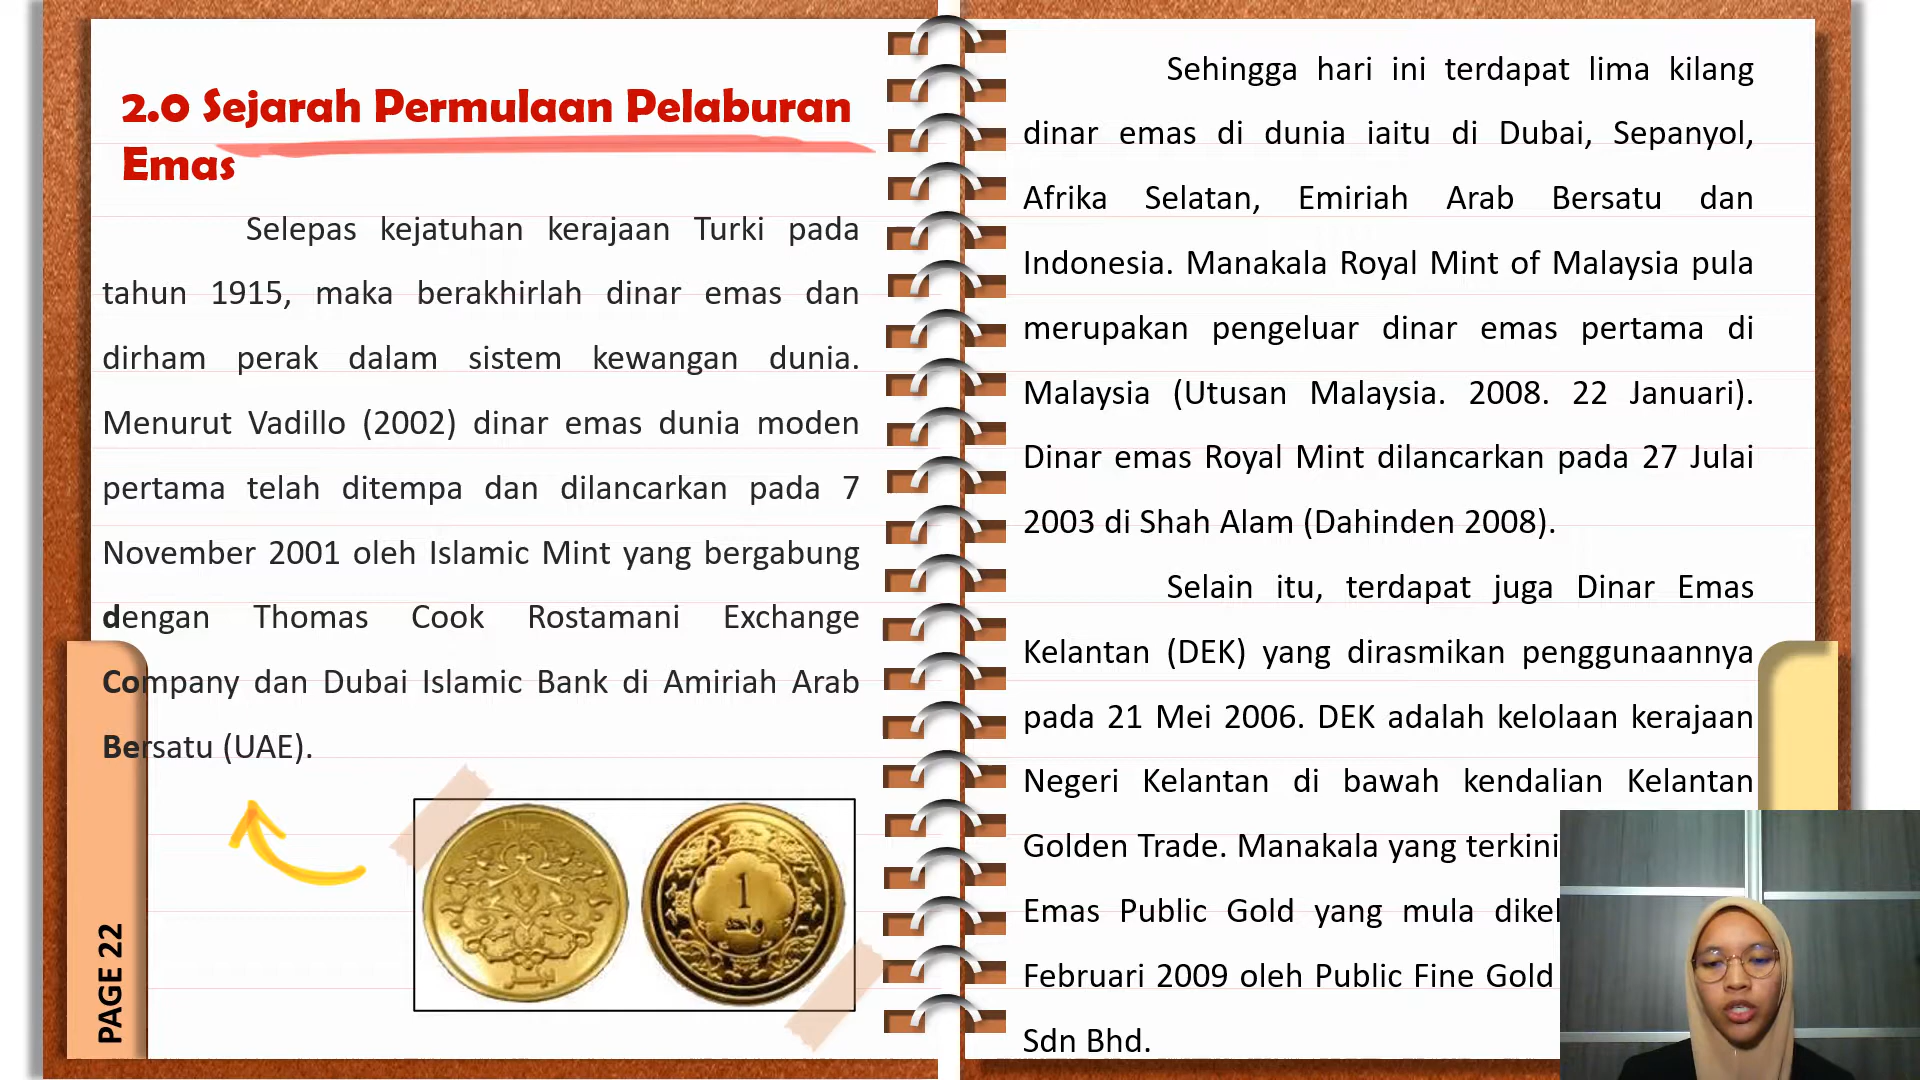 2.0 Sejarah Permulaan Pelaburan
Emas
Selepas kejatuhan kerajaan Turki pada
tahun 1915, maka berakhirlah dinar emas dan
dirham perak dalam sistem kewangan dunia.
Menurut Vadillo (2002) dinar emas dunia moden
pertama telah ditempa dan dilancarkan pada 7
November 2001 oleh Islamic Mint yang bergabung
dengan Thomas Cook Rostamani Exchange
Company dan Dubai Islamic Bank di Amiriah Arab
Bersatu (UAE).
1
PAGE 22
Sehingga hari ini terdapat lima kilang
dinar emas di dunia iaitu di Dubai, Sepanyol,
Afrika Selatan, Emiriah Arab Bersatu dan
Indonesia. Manakala Royal Mint of Malaysia pula
merupakan pengeluar dinar emas pertama di
Malaysia (Utusan Malaysia. 2008. 22 Januari).
Dinar emas Royal Mint dilancarkan pada 27 Julai
2003 di Shah Alam (Dahinden 2008).
Selain itu, terdapat juga Dinar Emas
Kelantan (DEK) yang dirasmikan penggunaannya
pada 21 Mei 2006. DEK adalah kelolaan kerajaan
Negeri Kelantan di bawah kendalian Kelantan
Golden Trade. Manakala yang terkini
Emas Public Gold yang mula
Februari 2009 oleh Public Fine Gold
Sdn Bhd.